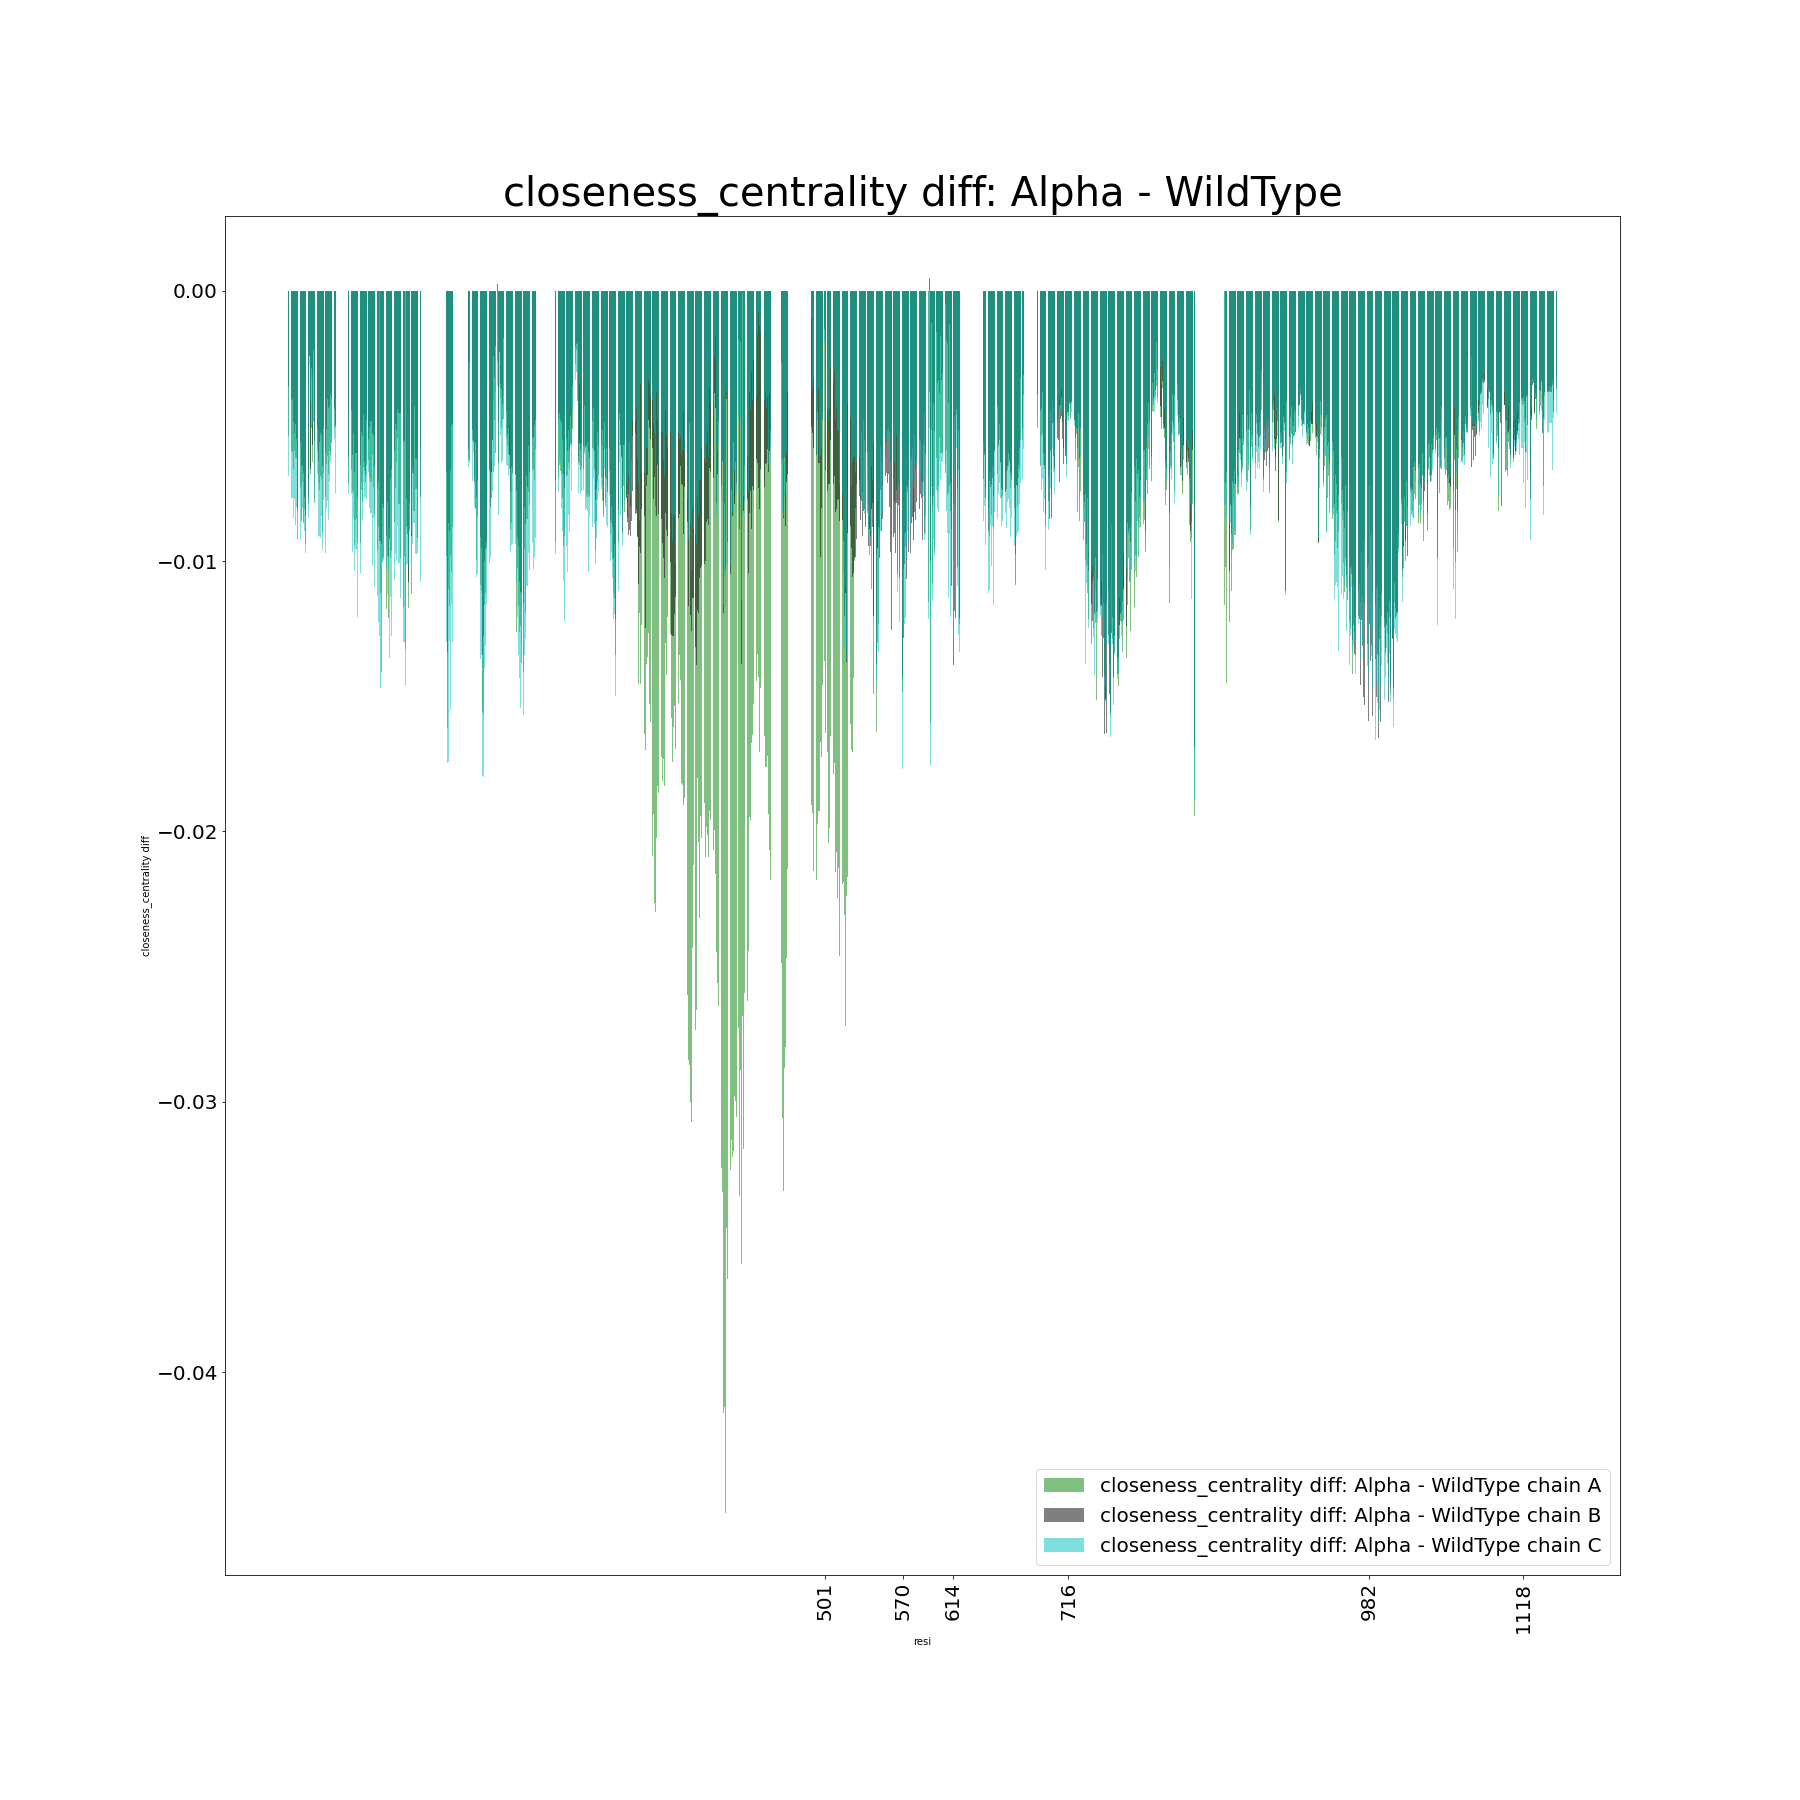 closeness_centrality diff: Alpha - WildType
0.00
−0.01
−0.02
−0.03
−0.04
closeness_centrality diff
closeness_centrality diff: Alpha - WildType chain A
closeness_centrality diff: Alpha - WildType chain B
closeness_centrality diff: Alpha - WildType chain C
501
570
614
716
982
1118
resi